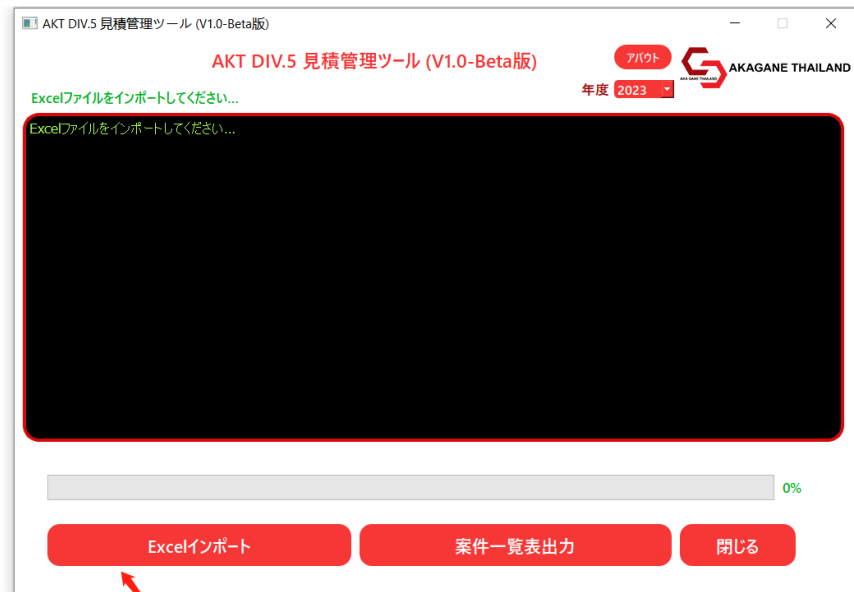 AKT DIV.5 見積管理ツール (V1.0-Beta版)
AKT DIV.5 見積管理ツール (V1.0-Beta版)
アバウト
AKAGANE THAILAND
AKA GANE THAILAND
年度 2023
Excelファイルをインポートしてください...
Excelファイルをインポートしてください...
0%
Excelインポート
案件一覧表出力
閉じる